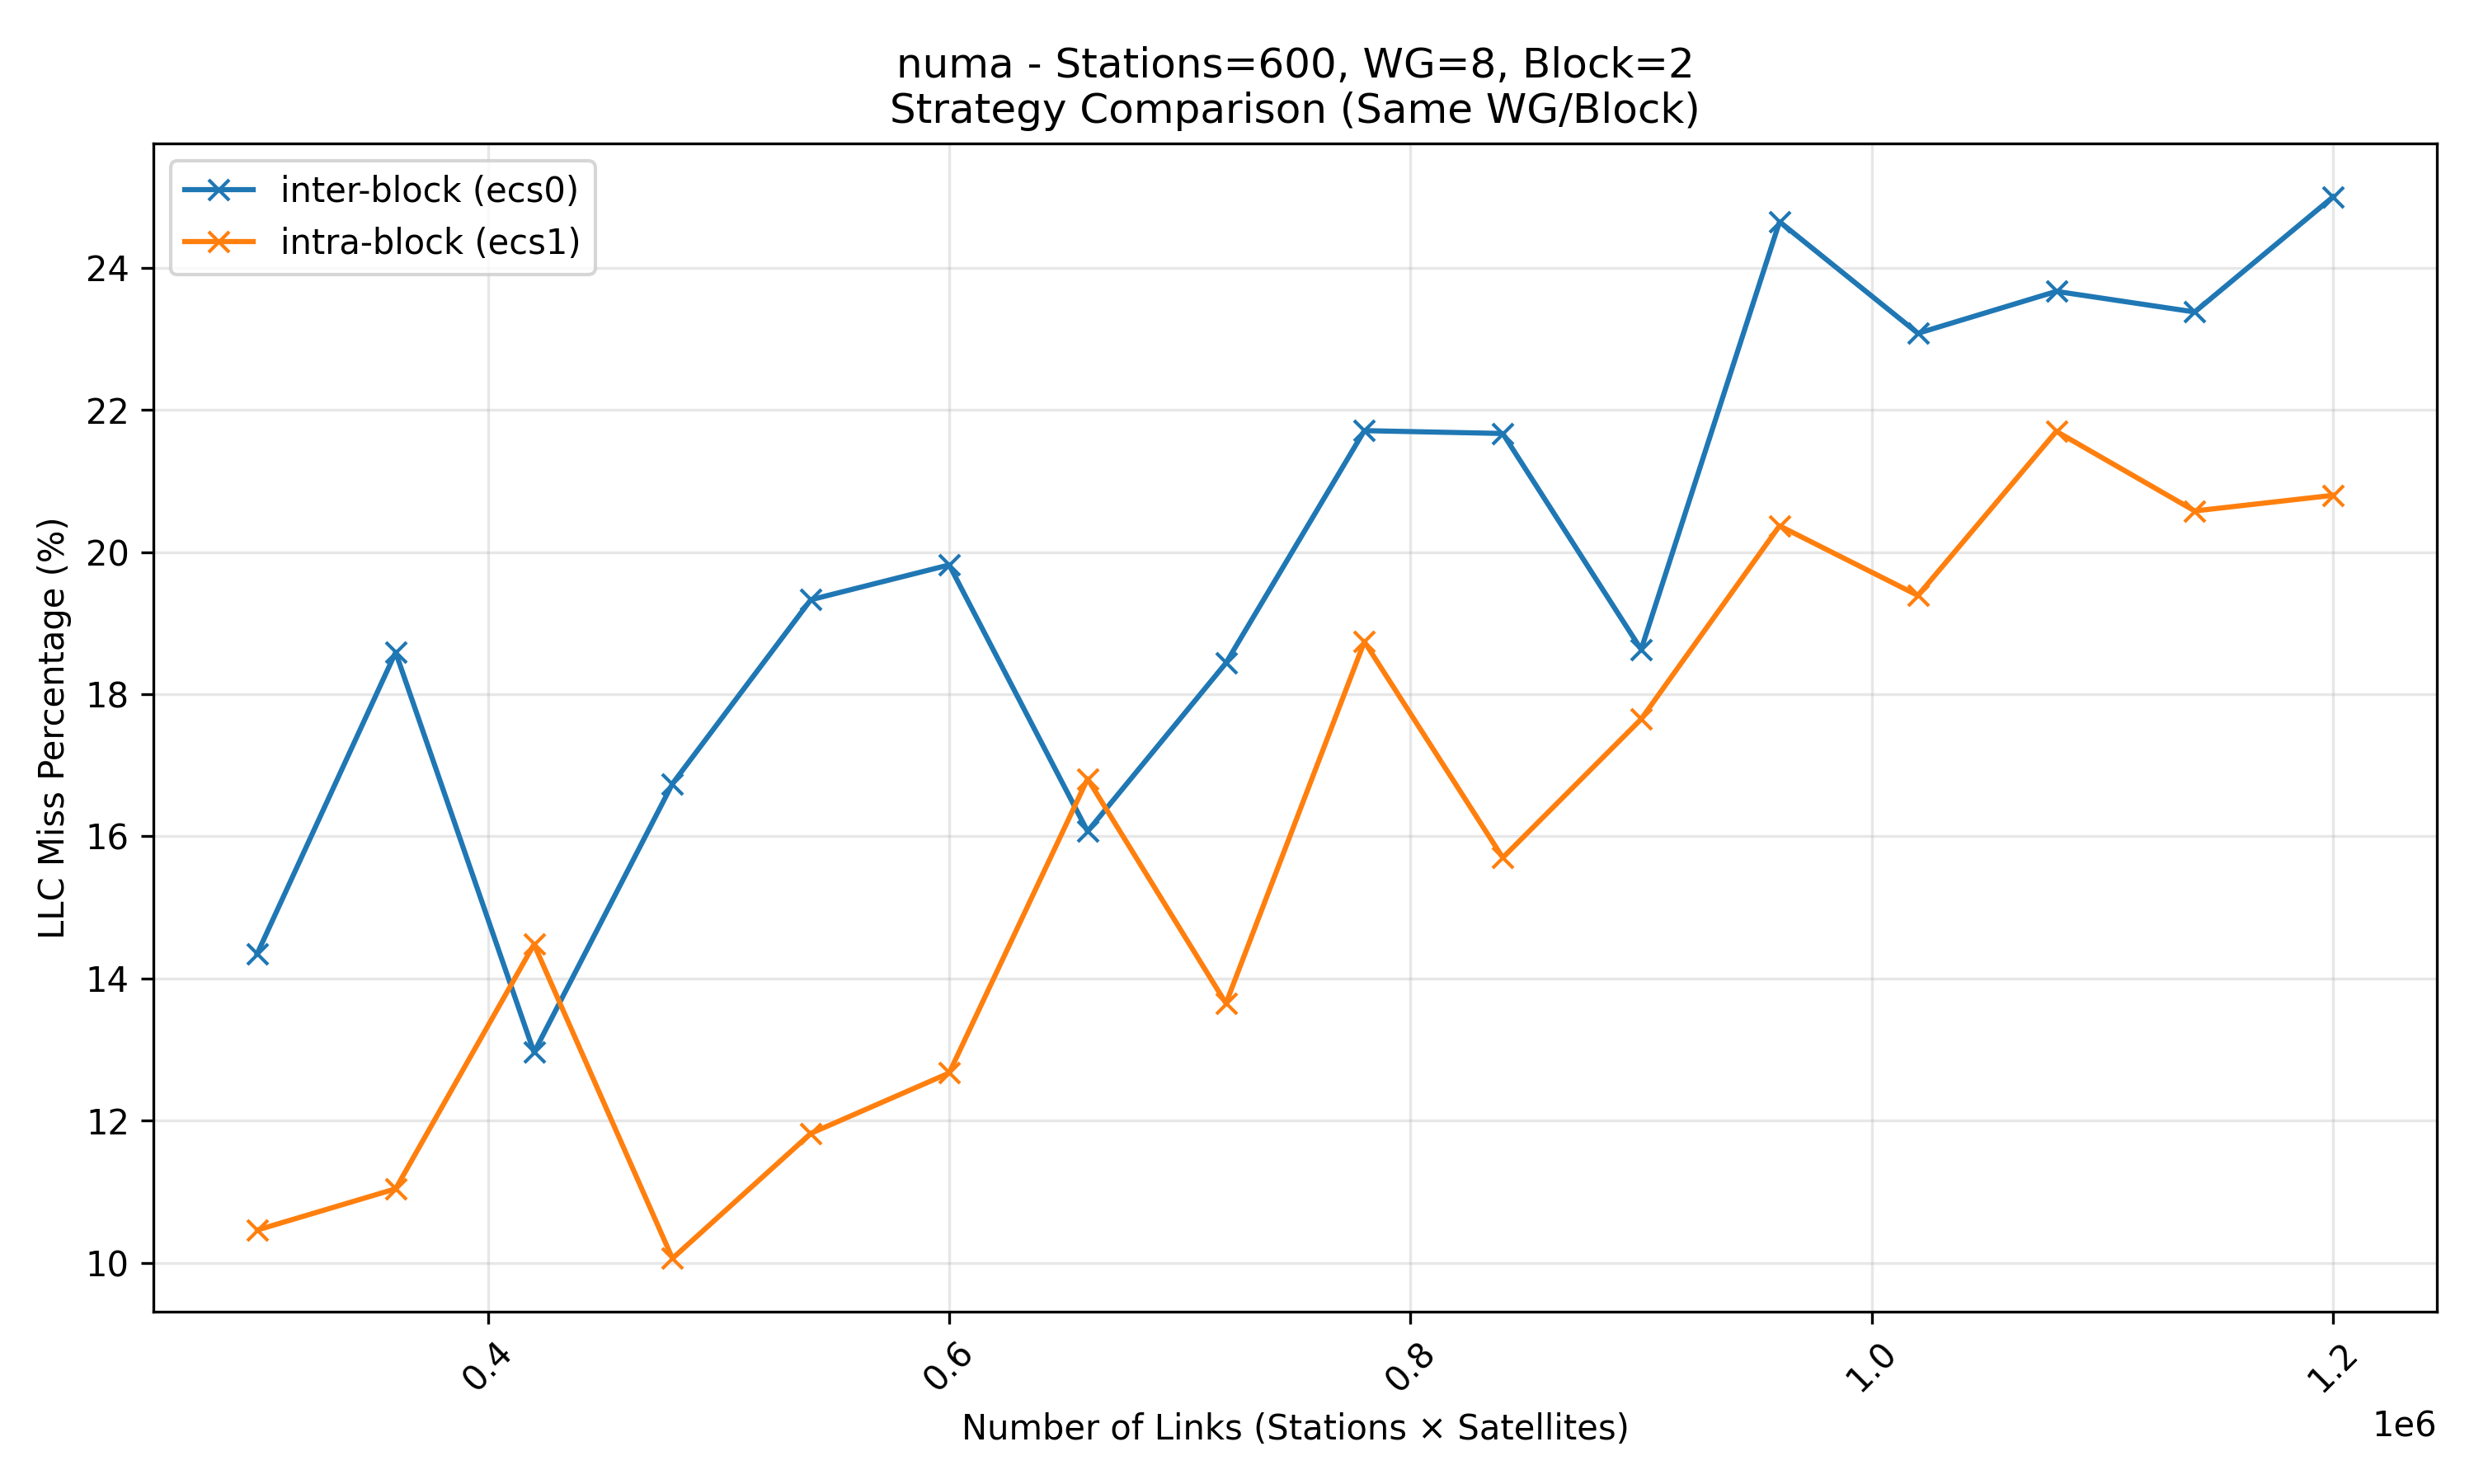 numa - Stations=600, WG=8, Block=2
Strategy Comparison (Same WG/Block)
inter-block (ecs0)
intra-block (ecs1)
24
22
20
18
16
14
12
10
LLC Miss Percentage (%)
0.4
0.6
0.8
1.0
1.2
1e6
Number of Links (Stations × Satellites)